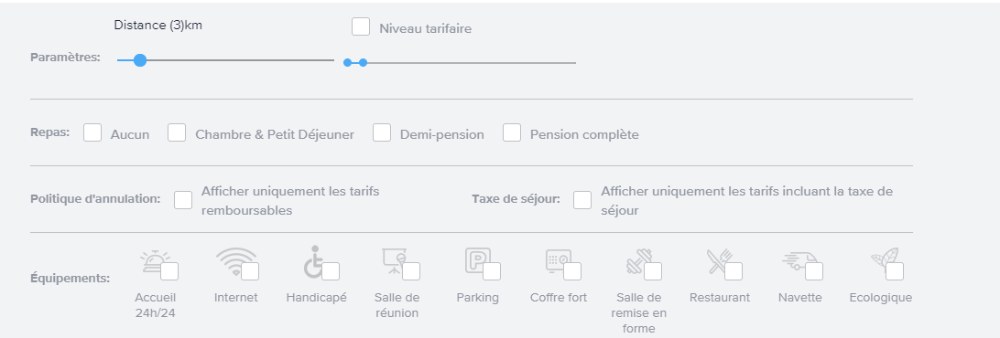 Distance (3)km
Niveau tarifaire
Paramètres:
Repas: Aucun Chambre & Petit Déjeuner Demi-pension Pension complète
Politique d'annulation: Afficher uniquement les tarifs
remboursables
Taxe de séjour: Afficher uniquement les tarifs incluant la taxe de
séjour
Équipements:
P
Accueil
24h/24
Internet
Handicapé
Salle de
réunion
Parking
Coffre fort
Salle de
remise en
forme
Restaurant
Navette
Ecologique